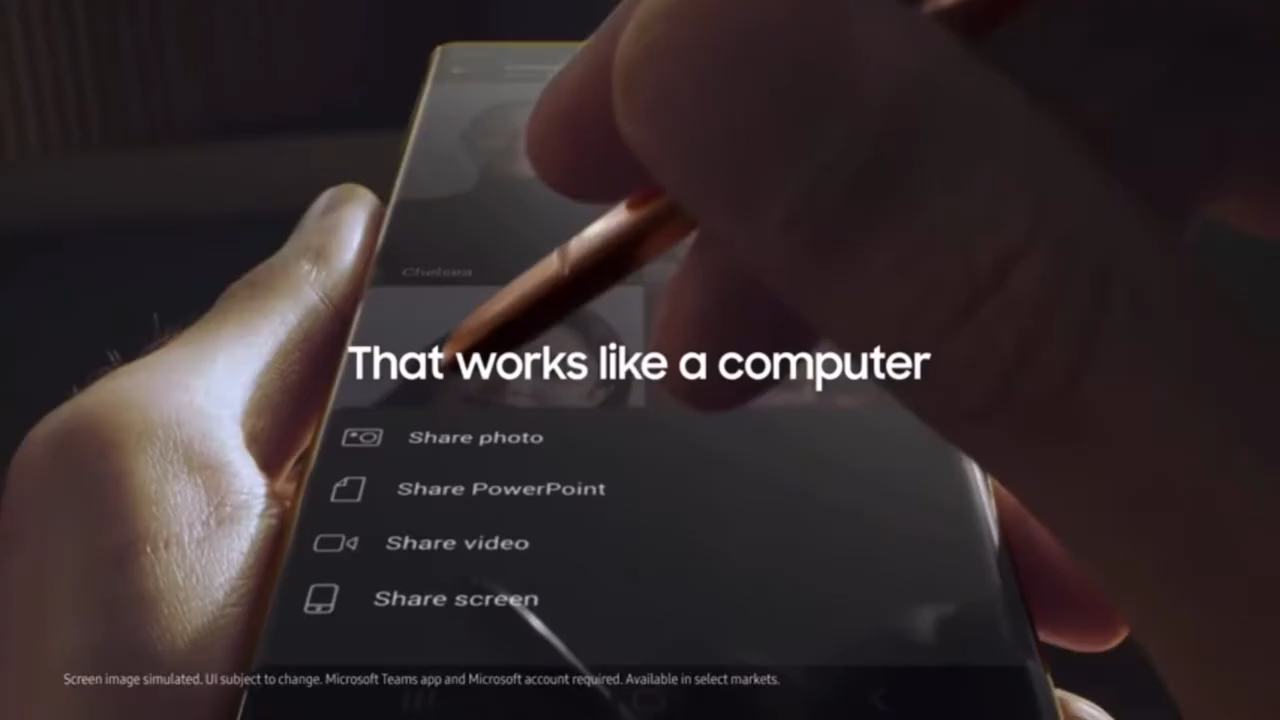 Chelsea
That works like a computer
Share photo
Share PowerPoint
Share video
Share screen
Screen image simulated. UI subject to change. Microsoft Teams app and Microsoft account required. Available in select markets.